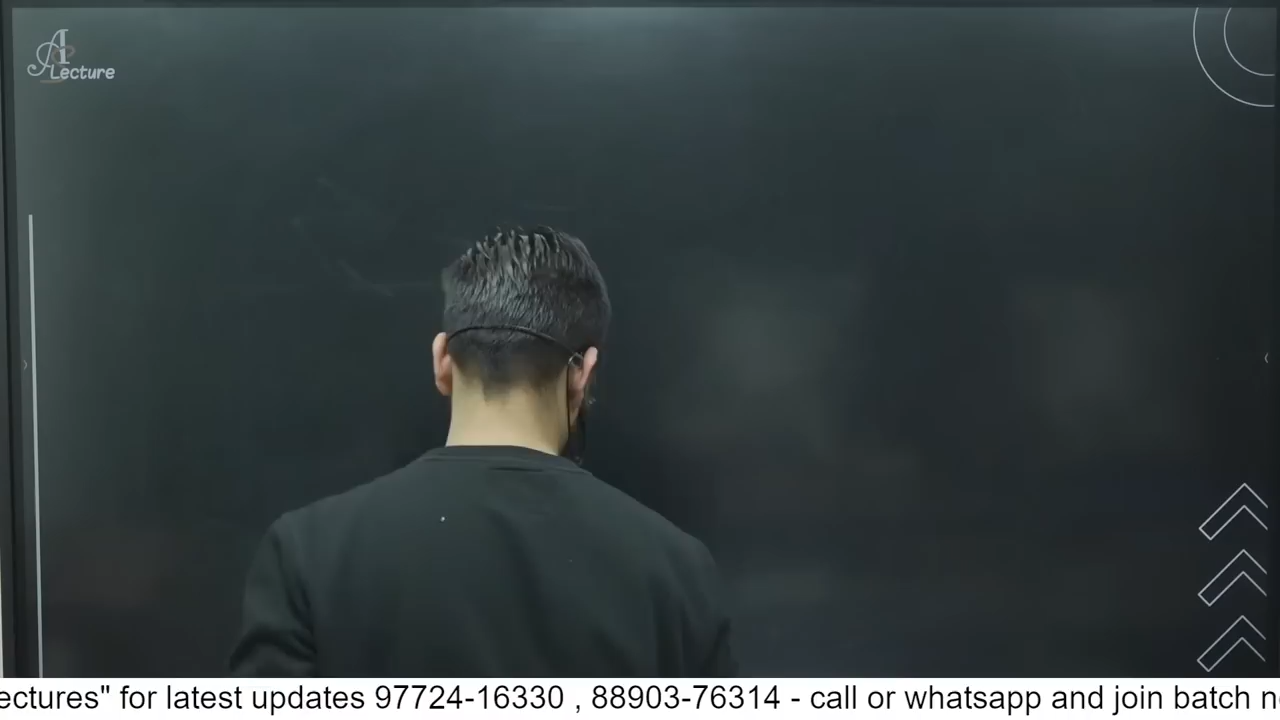 A
Lecture
ectures" for latest updates 97724-16330 , 88903-76314 - call or whatsapp and join batch n